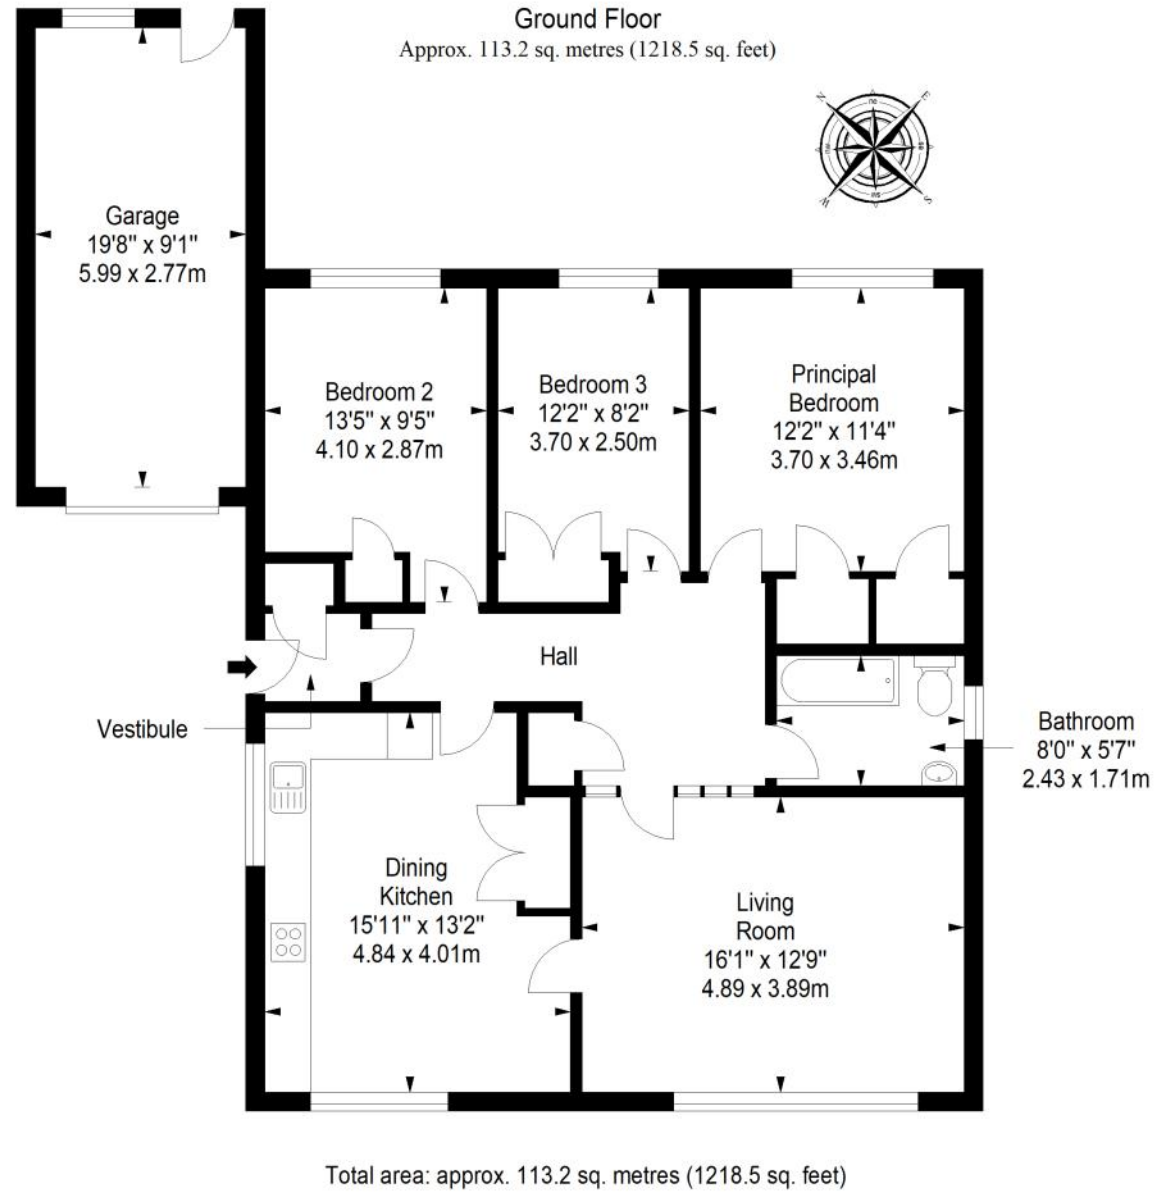 Ground Floor
Approx. 113.2 sq. metres (1218.5 sq. feet)
N
ne
E
nw
se
W
sw
S
Garage
19'8" x 9'1"
5.99 x 2.77m
Bedroom 2
13'5" x 9'5"
4.10 x 2.87m
Bedroom 3
12'2" x 8'2"
3.70 x 2.50m
Principal
Bedroom
12'2" x 11'4"
3.70 x 3.46m
Hall
Vestibule
Bathroom
8'0" x 5'7"
2.43 x 1.71m
Dining
Kitchen
15'11" x 13'2"
4.84 x 4.01m
Living
Room
16'1" x 12'9"
4.89 x 3.89m
Total area: approx. 113.2 sq. metres (1218.5 sq. feet)